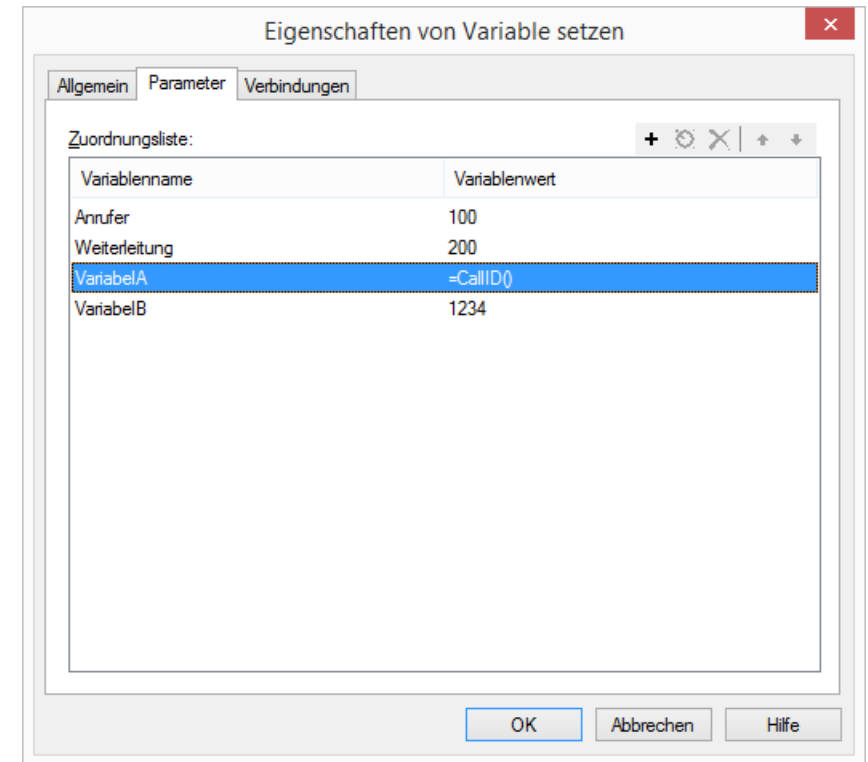 Eigenschaften von Variable setzen
Allgemein Parameter Verbindungen
Zuordnungsliste:
Variablenname Variablenwert
Anrufer 100
Weiterleitung 200
VariabelA =CallID()
VariabelB 1234
OK Abbrechen Hilfe